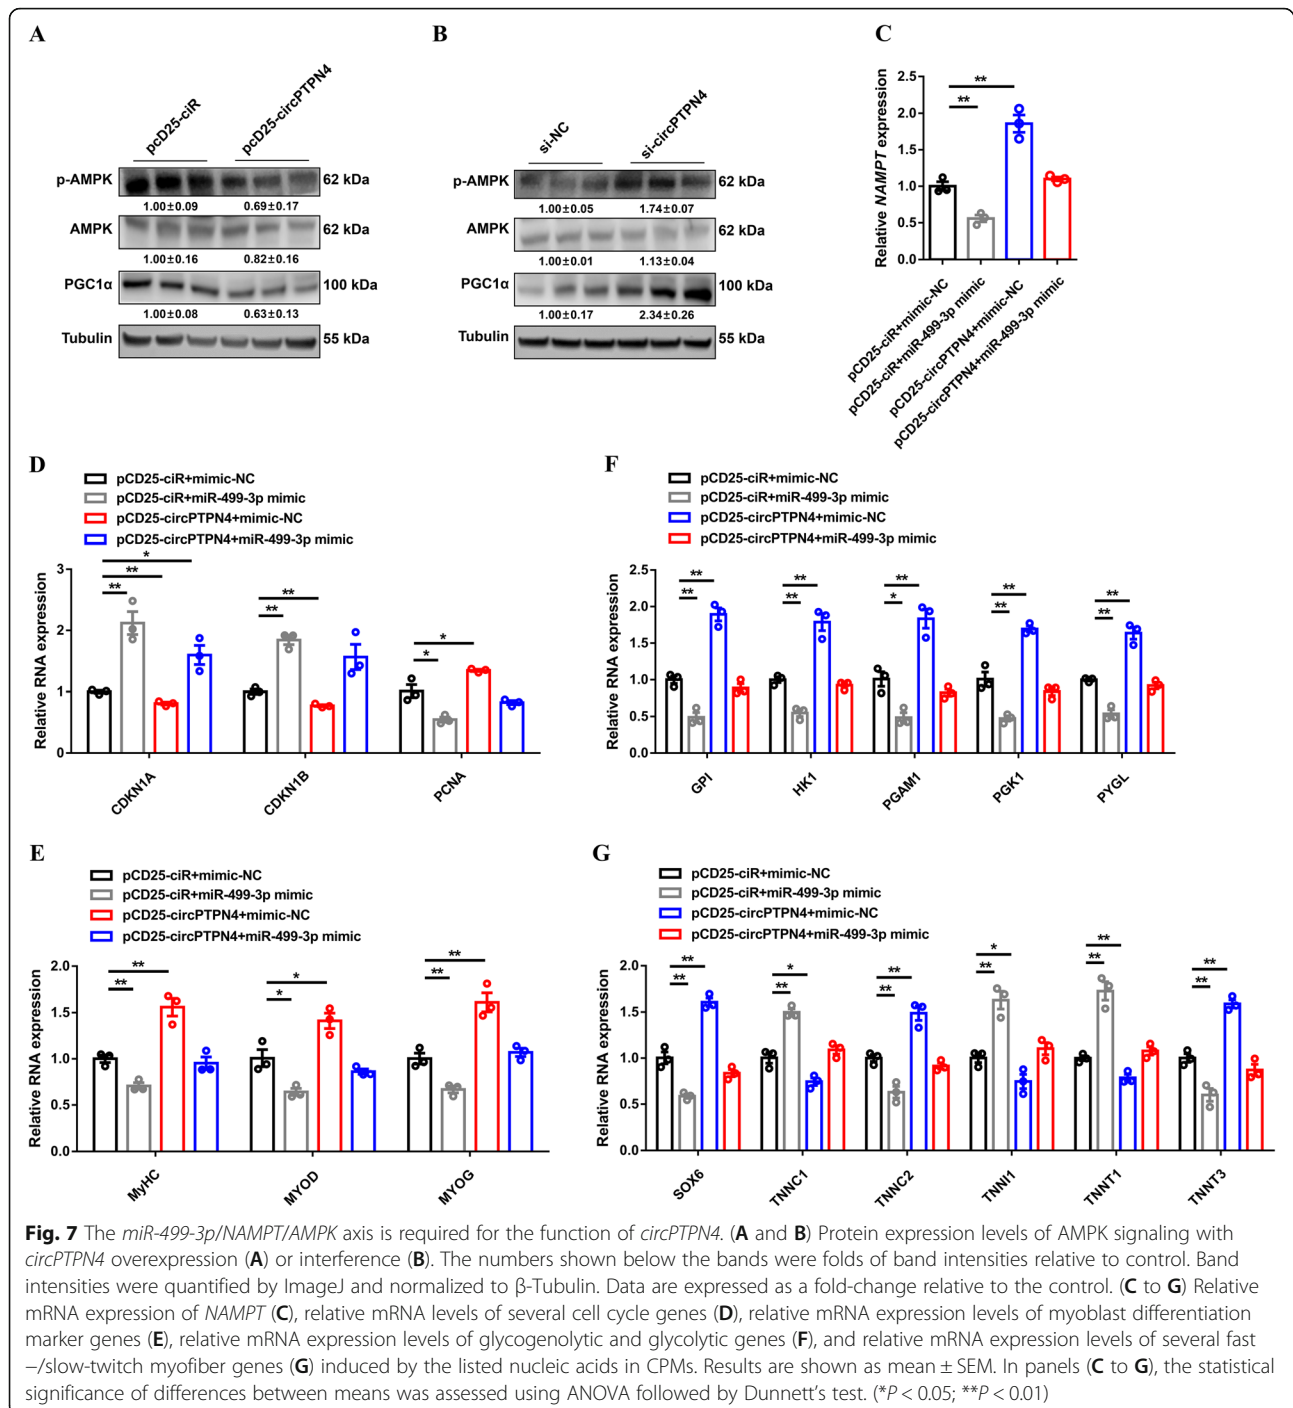 A
pcD25-ciR
pcD25-circPTPN4
p-AMPK
62 kDa
1.00±0.09 0.69±0.17
AMPK
62 kDa
1.00±0.16 0.82±0.16
PGC1α
100 kDa
1.00±0.08 0.63±0.13
Tubulin
55 kDa
B
si-NC
si-circPTPN4
p-AMPK
62 kDa
1.00±0.05 1.74±0.07
AMPK
62 kDa
1.00±0.01 1.13±0.04
PGC1α
100 kDa
1.00±0.17 2.34±0.26
Tubulin
55 kDa
C
Relative NAMPT expression
2.5
2.0
1.5
1.0
0.5
0.0
**
**
pCD25-ciR+mimic-NC
pCD25-ciR+miR-499-3p mimic
pCD25-circPTPN4+mimic-NC
pCD25-circPTPN4+miR-499-3p mimic
D
pCD25-ciR+mimic-NC
pCD25-ciR+miR-499-3p mimic
pCD25-circPTPN4+mimic-NC
pCD25-circPTPN4+miR-499-3p mimic
Relative RNA expression
3
2
1
0
*
**
**
**
**
*
*
CDKN1A
CDKN1B
PCNA
F
pCD25-ciR+mimic-NC
pCD25-ciR+miR-499-3p mimic
pCD25-circPTPN4+mimic-NC
pCD25-circPTPN4+miR-499-3p mimic
Relative RNA expression
2.5
2.0
1.5
1.0
0.5
0.0
**
**
**
**
**
*
**
**
**
**
GPI
HK1
PGAM1
PGK1
PYGL
E
pCD25-ciR+mimic-NC
pCD25-ciR+miR-499-3p mimic
pCD25-circPTPN4+mimic-NC
pCD25-circPTPN4+miR-499-3p mimic
Relative RNA expression
2.0
1.5
1.0
0.5
0.0
**
**
*
*
**
**
MyHC
MYOD
MYOG
G
pCD25-ciR+mimic-NC
pCD25-ciR+miR-499-3p mimic
pCD25-circPTPN4+mimic-NC
pCD25-circPTPN4+miR-499-3p mimic
Relative RNA expression
2.0
1.5
1.0
0.5
0.0
**
**
*
**
**
**
*
**
**
**
**
**
SOX6
TNNC1
TNNC2
TNNI1
TNNT1
TNNT3
Fig. 7 The miR-499-3p/NAMPT/AMPK axis is required for the function of circPTPN4. (A and B) Protein expression levels of AMPK signaling with
circPTPN4 overexpression (A) or interference (B). The numbers shown below the bands were folds of band intensities relative to control. Band
intensities were quantified by ImageJ and normalized to β-Tubulin. Data are expressed as a fold-change relative to the control. (C to G) Relative
mRNA expression of NAMPT (C), relative mRNA levels of several cell cycle genes (D), relative mRNA expression levels of myoblast differentiation
marker genes (E), relative mRNA expression levels of glycogenolytic and glycolytic genes (F), and relative mRNA expression levels of several fast
−/slow-twitch myofiber genes (G) induced by the listed nucleic acids in CPMs. Results are shown as mean ± SEM. In panels (C to G), the statistical
significance of differences between means was assessed using ANOVA followed by Dunnett's test. (*P < 0.05; **P < 0.01)